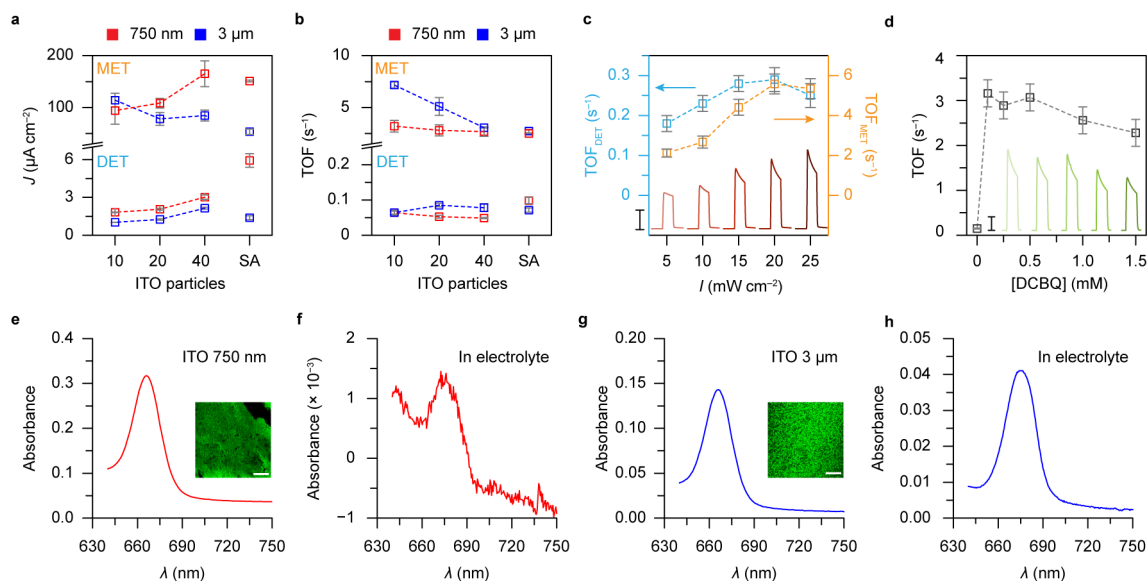 a
750 nm
3 µm
MET
DET
J (µA cm⁻²)
200
100
6
3
0
10
20
40
SA
ITO particles
b
750 nm
3 µm
MET
DET
TOF (s⁻¹)
10
5
0.2
0.1
0
10
20
40
SA
ITO particles
c
TOF_DET (s⁻¹)
0.3
0.2
0.1
0
TOF_MET (s⁻¹)
6
4
2
0
5
10
15
20
25
I (mW cm⁻²)
d
TOF (s⁻¹)
4
3
2
1
0
0
0.5
1.0
1.5
[DCBQ] (mM)
e
ITO 750 nm
Absorbance
0.4
0.3
0.2
0.1
0.0
630
660
690
720
750
λ (nm)
f
In electrolyte
Absorbance (× 10⁻³)
2
1
0
−1
630
660
690
720
750
λ (nm)
g
ITO 3 µm
Absorbance
0.20
0.15
0.10
0.05
0.00
630
660
690
720
750
λ (nm)
h
In electrolyte
Absorbance
0.05
0.04
0.03
0.02
0.01
0.00
630
660
690
720
750
λ (nm)